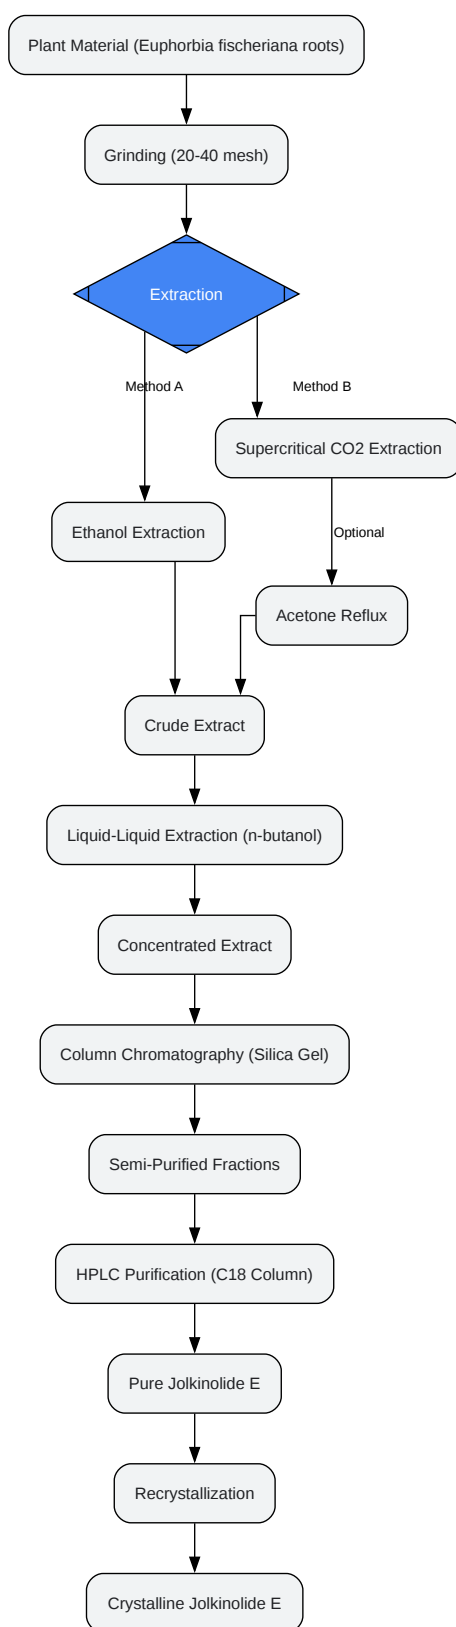 Plant Material (Euphorbia fischeriana roots)
Grinding (20-40 mesh)
Extraction
Method A
Method B
Supercritical CO2 Extraction
Ethanol Extraction
Optional
Acetone Reflux
Crude Extract
Liquid-Liquid Extraction (n-butanol)
Concentrated Extract
Column Chromatography (Silica Gel)
Semi-Purified Fractions
HPLC Purification (C18 Column)
Pure Jolkinolide E
Recrystallization
Crystalline Jolkinolide E